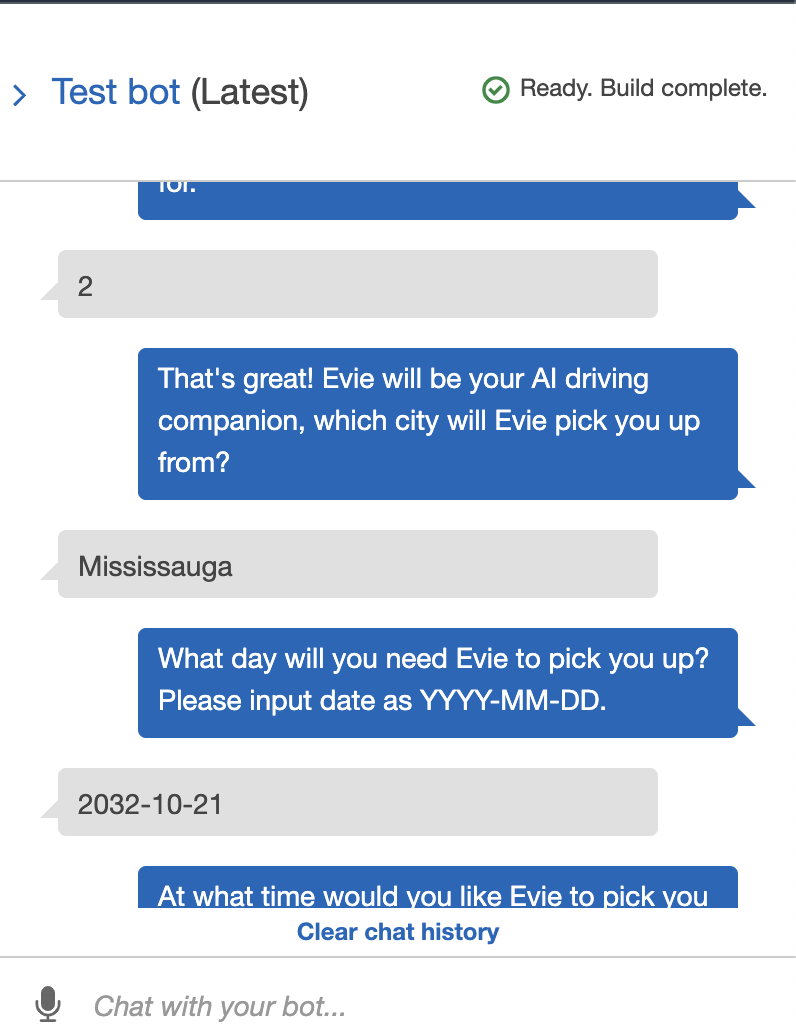 Test bot (Latest)
Ready. Build complete.
for.
2
That's great! Evie will be your AI driving
companion, which city will Evie pick you up
from?
Mississauga
What day will you need Evie to pick you up?
Please input date as YYYY-MM-DD.
2032-10-21
At what time would you like Evie to pick you
Clear chat history
Chat with your bot...